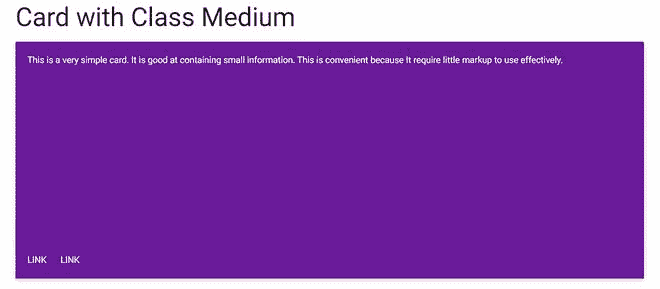 Card with Class Medium
This is a very simple card. It is good at containing small information. This is convenient because It require little markup to use effectively.
LINK LINK